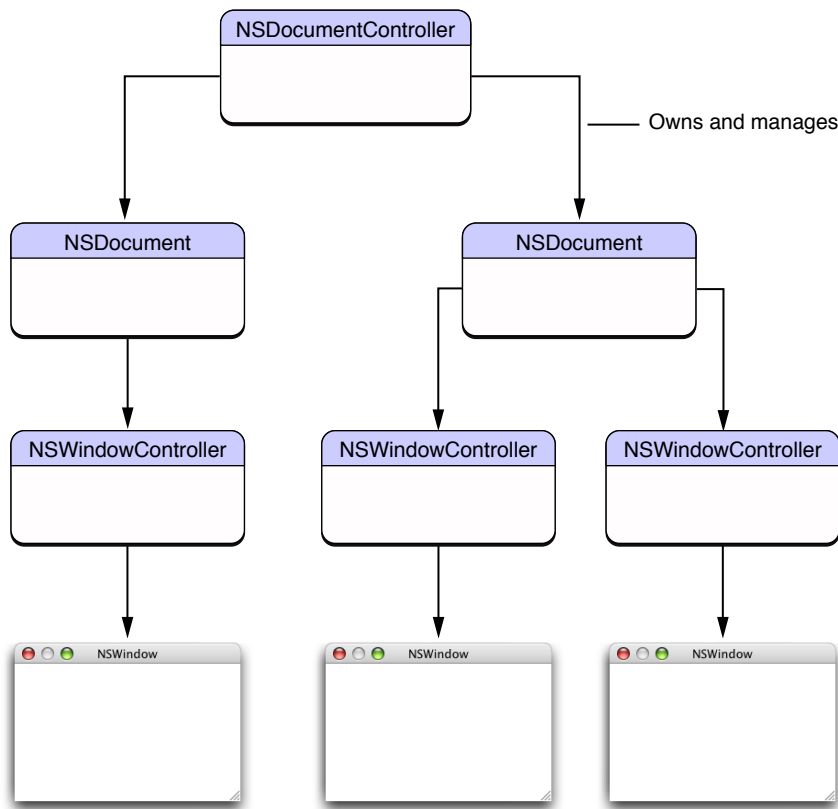 NSDocumentController
Owns and manages
NSDocument
NSDocument
NSWindowController
NSWindowController
NSWindowController
NSWindow
NSWindow
NSWindow